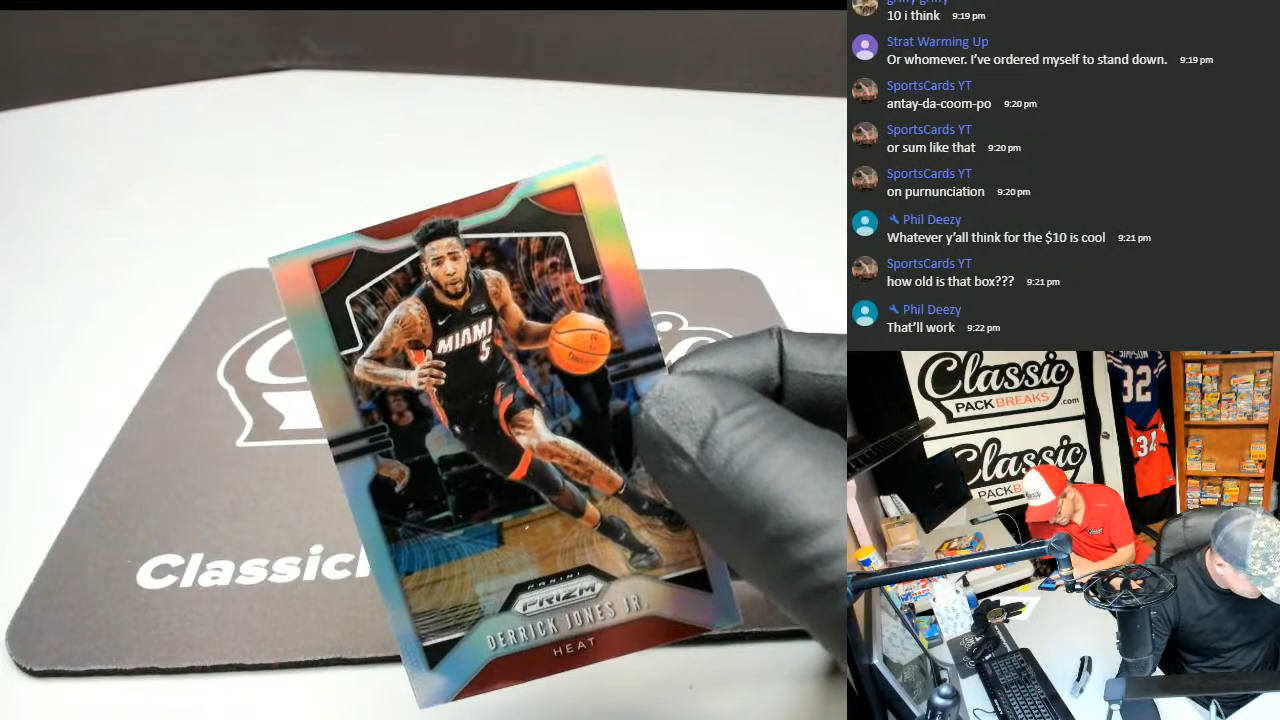 10 i think 9:19 pm
Strat Warming Up
Or whomever. I've ordered myself to stand down. 9:19 pm
SportsCards YT
antay-da-coom-po 9:20 pm
SportsCards YT
or sum like that 9:20 pm
SportsCards YT
on purnunciation 9:20 pm
Phil Deezy
Whatever y'all think for the $10 is cool 9:21 pm
SportsCards YT
how old is that box??? 9:21 pm
Phil Deezy
That'll work 9:22 pm
MIAMI
5
PANINI
PRIZM
DERRICK JONES JR.
HEAT
Classic
Classic
PACK BREAKS.com
Classic
PACK
SIMPSON
32
34